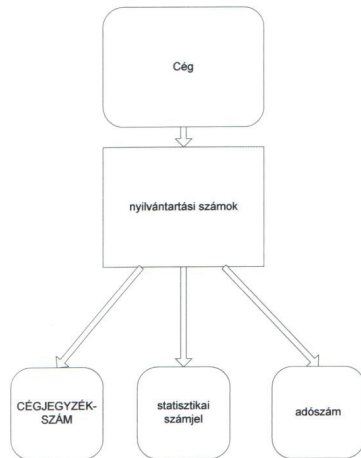 Cég
nyilvántartási számok
CÉGJEGYZÉK-
SZÁM
statisztikai
számjel
adószám